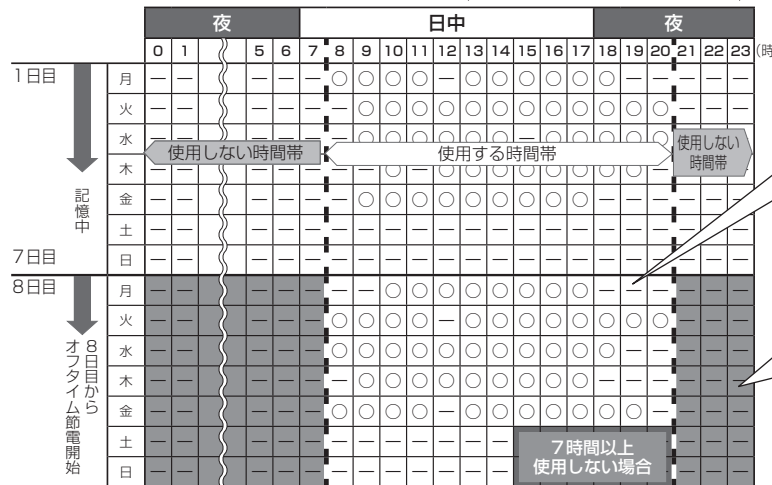 夜 日中 夜
0 1 5 6 7 8 9 10 11 12 13 14 15 16 17 18 19 20 21 22 23 (時
1日目 月
火
水
使用しない時間帯 使用する時間帯 使用しない
時間帯
木
記憶中
金
土
7日目 日
8日目 月
火
8日目から
オフタイム節電開始
水
木
金
土
7時間以上
使用しない場合
日